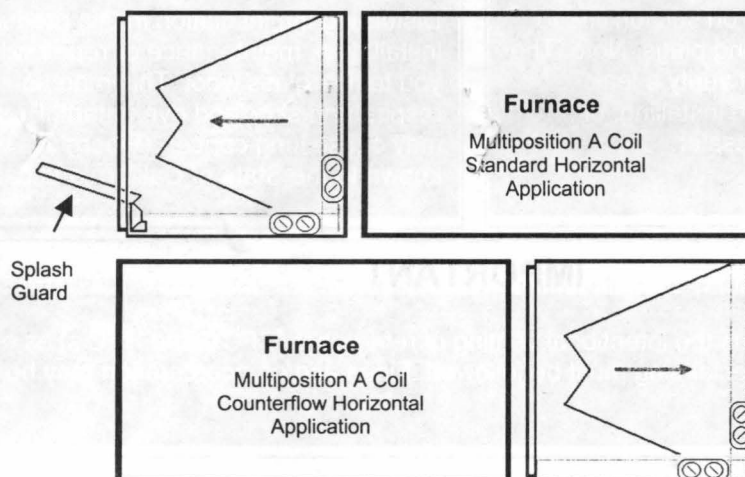 Furnace
Multiposition A Coil
Standard Horizontal
Application
Splash
Guard
Furnace
Multiposition A Coil
Counterflow Horizontal
Application